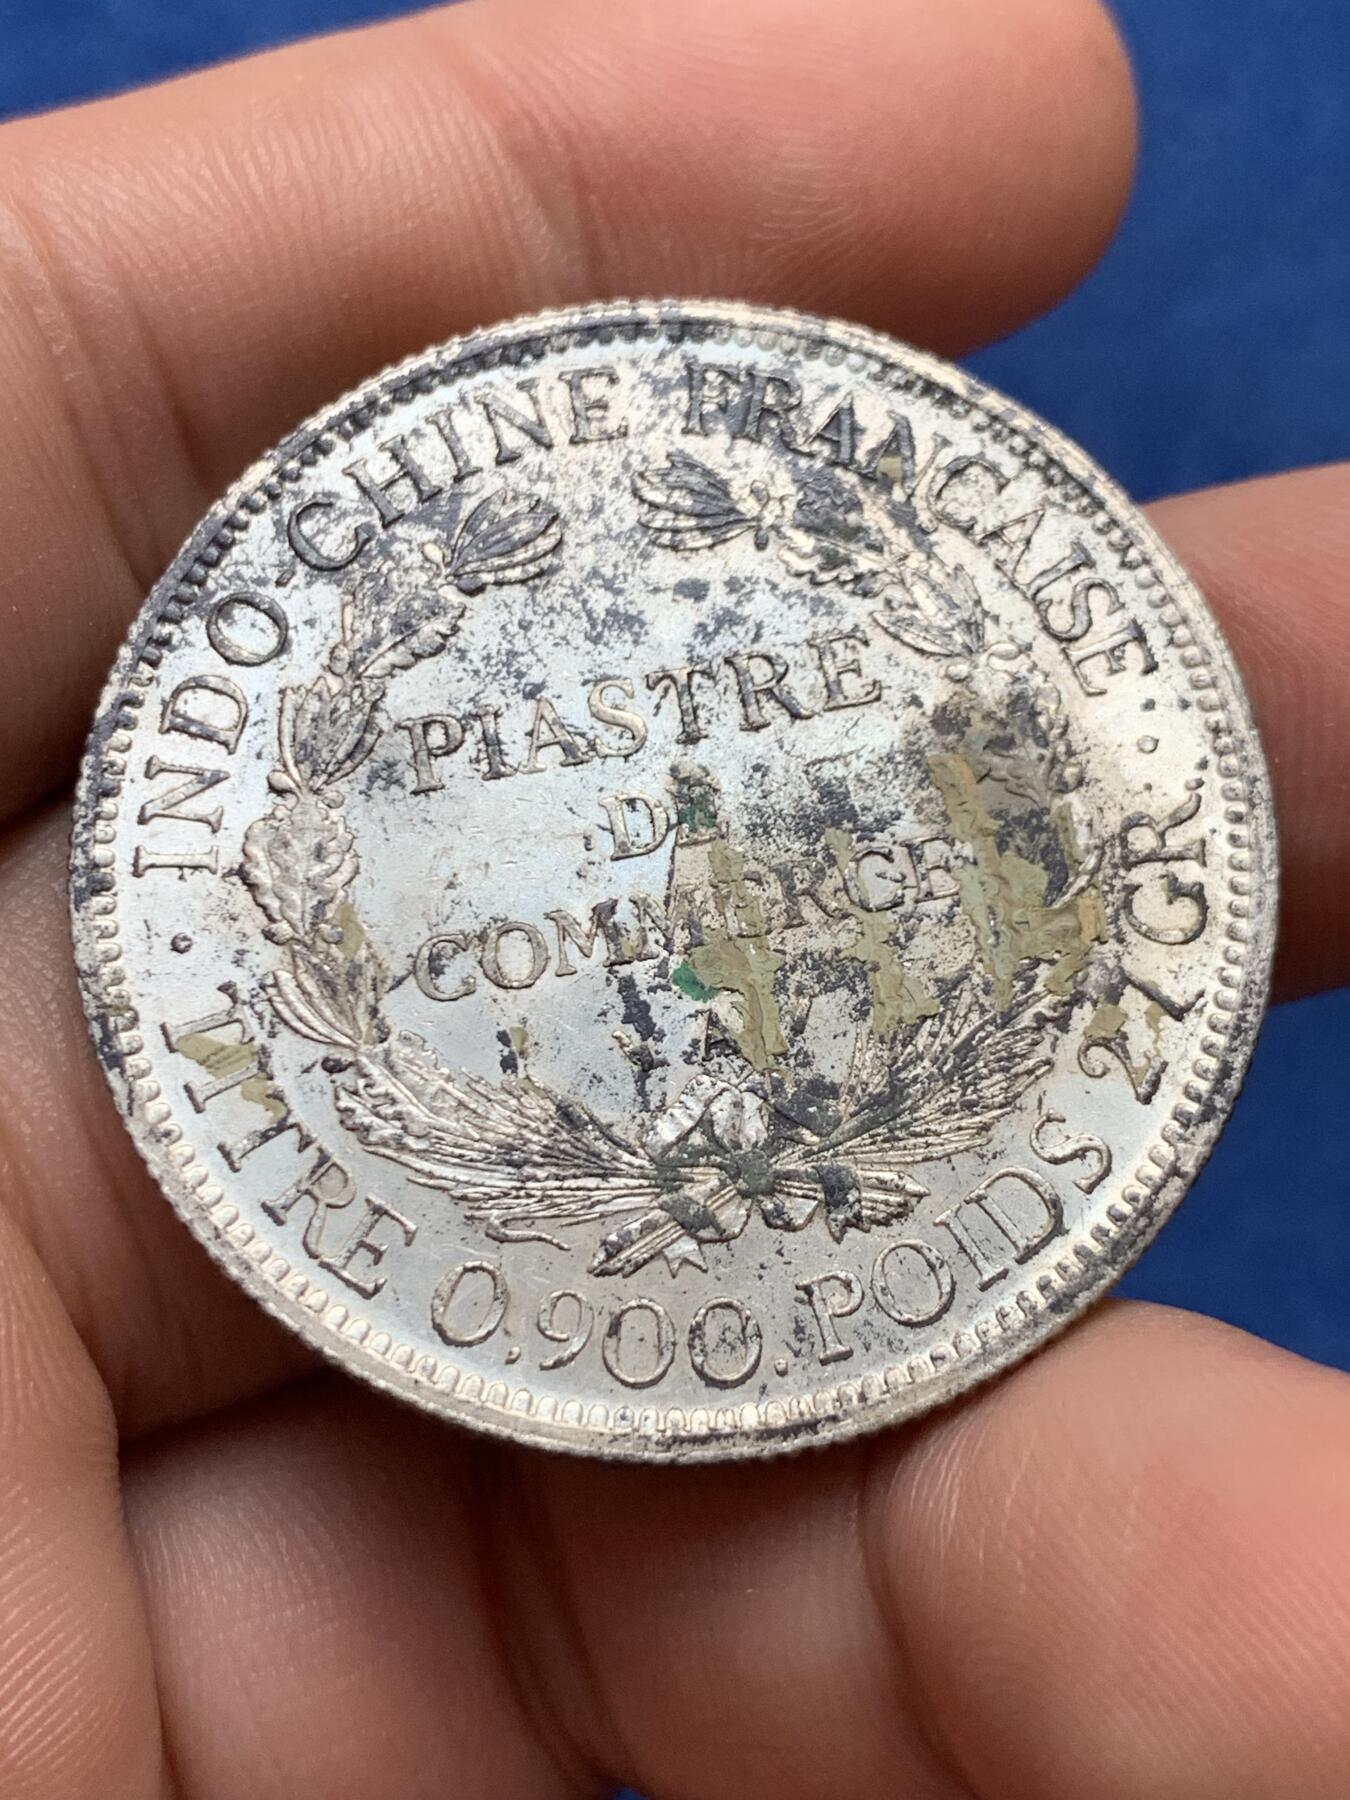 INDO-CHINE FRANÇAISE
PIASTRE
DE
COMMERCE
A
TITRE 0,900. POIDS 27 GR.